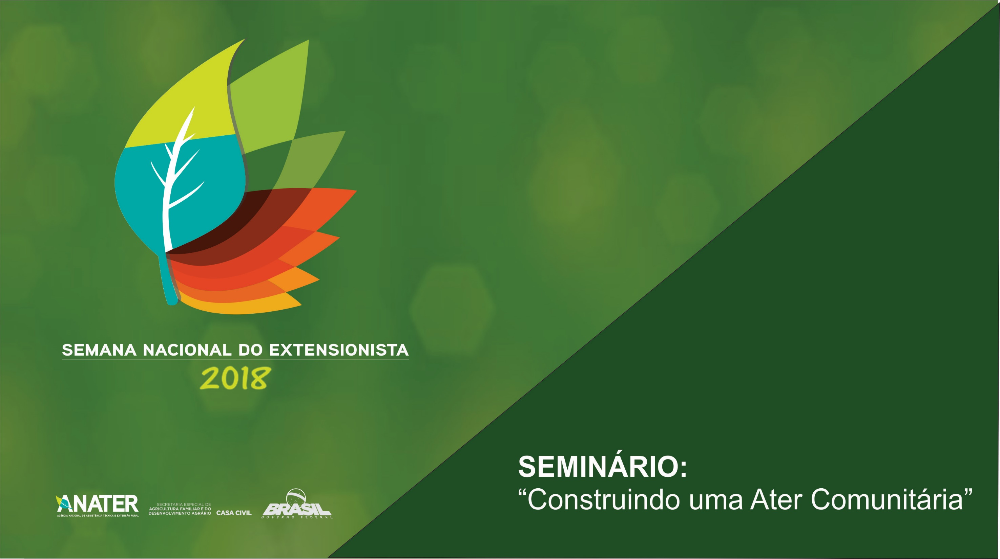 SEMANA NACIONAL DO EXTENSIONISTA
2018
ANATER
AGÊNCIA NACIONAL DE ASSISTÊNCIA TÉCNICA E EXTENSÃO RURAL
SECRETARIA ESPECIAL DE
AGRICULTURA FAMILIAR E DO
DESENVOLVIMENTO AGRÁRIO
CASA CIVIL
BRASIL
GOVERNO FEDERAL
SEMINÁRIO:
“Construindo uma Ater Comunitária”